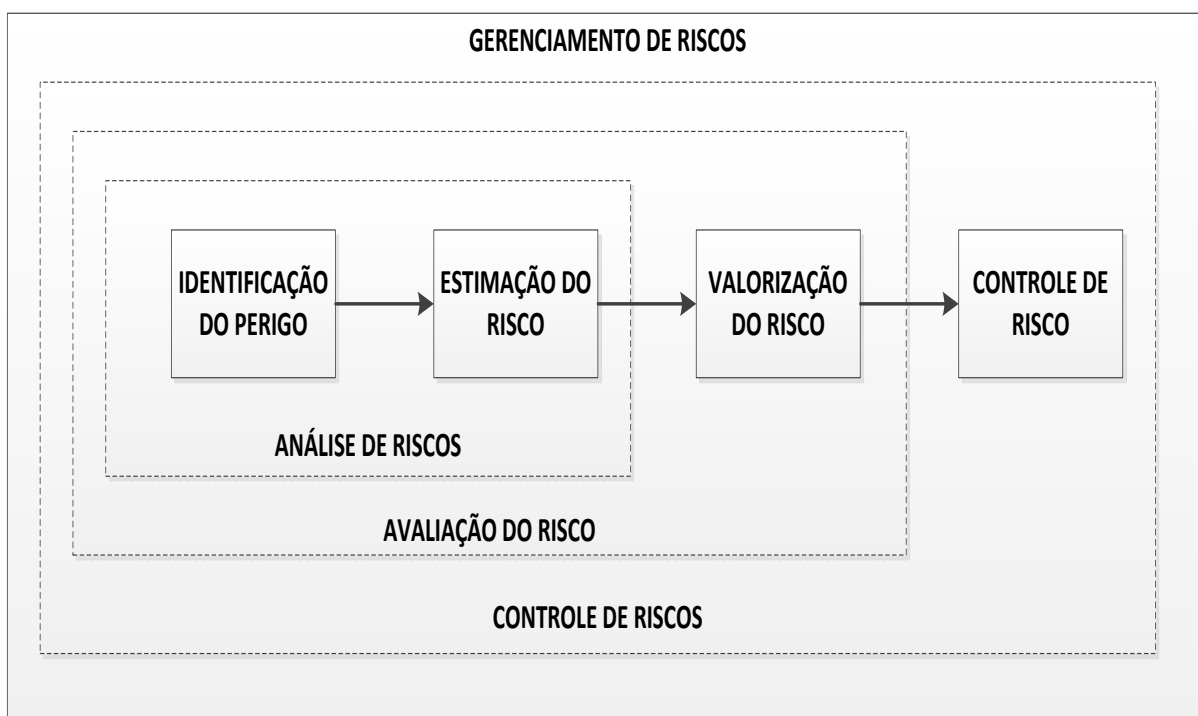 GERENCIAMENTO DE RISCOS
IDENTIFICAÇÃO
DO PERIGO
ESTIMAÇÃO DO
RISCO
VALORIZAÇÃO
DO RISCO
CONTROLE DE
RISCO
ANÁLISE DE RISCOS
AVALIAÇÃO DO RISCO
CONTROLE DE RISCOS